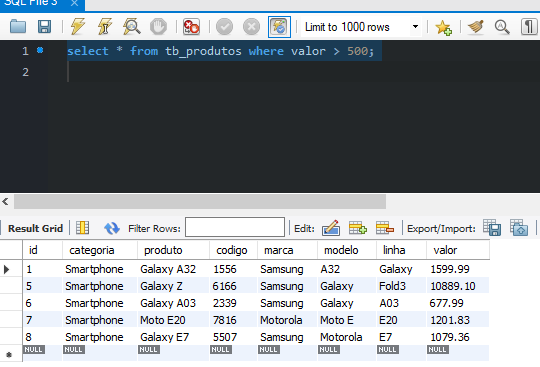 SQL File 3 ×
Limit to 1000 rows
1 select * from tb_produtos where valor > 500;
2
Result Grid Filter Rows: Edit: Export/Import:
id categoria produto codigo marca modelo linha valor
1 Smartphone Galaxy A32 1556 Samsung A32 Galaxy 1599.99
5 Smartphone Galaxy Z 6166 Samsung Galaxy Fold3 10889.10
6 Smartphone Galaxy A03 2339 Samsung Galaxy A03 677.99
7 Smartphone Moto E20 7816 Motorola Moto E E20 1201.83
8 Smartphone Galaxy E7 5507 Samsung Motorola E7 1079.36
NULL NULL NULL NULL NULL NULL NULL NULL